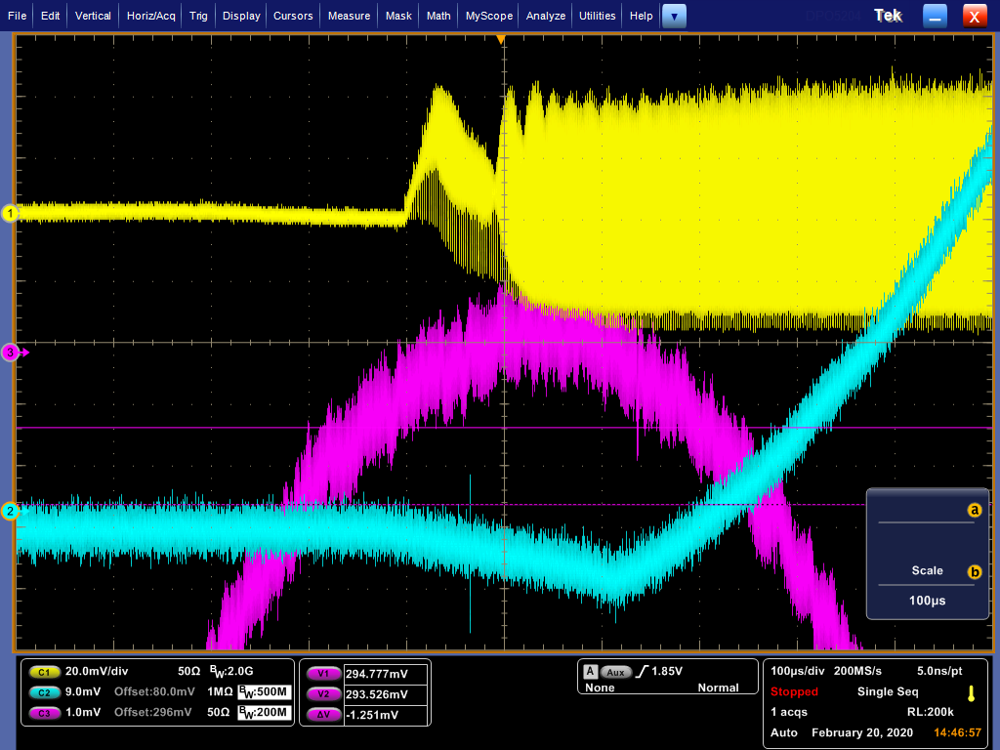 File Edit Vertical Horiz/Acq Trig Display Cursors Measure Mask Math MyScope Analyze Utilities Help Tek X
1
3
2
a
Scale b
100µs
C1 20.0mV/div 50Ω BW:2.0G
C2 9.0mV Offset:80.0mV 1MΩ BW:500M
C3 1.0mV Offset:296mV 50Ω BW:200M
V1 294.777mV
V2 293.526mV
ΔV -1.251mV
A Aux 1.85V
None Normal
100µs/div 200MS/s 5.0ns/pt
Stopped Single Seq
1 acqs RL:200k
Auto February 20, 2020 14:46:57